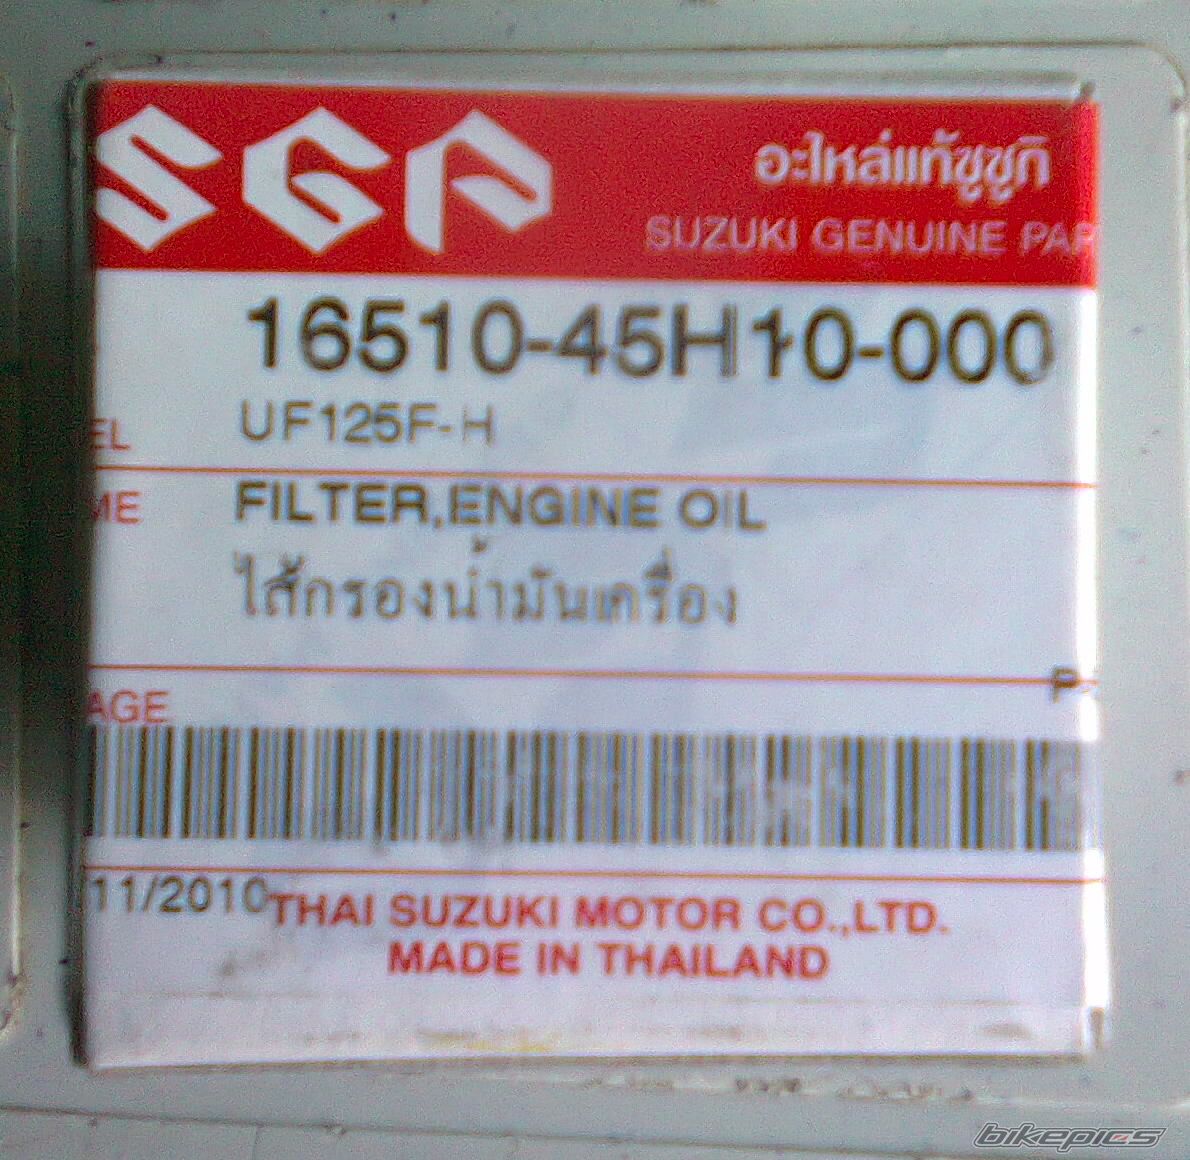 SGP
อะไหล่แท้ซูซูกิ
SUZUKI GENUINE PAR
16510-45H10-000
EL
UF125F-H
ME
FILTER,ENGINE OIL
ไส้กรองน้ำมันเครื่อง
P
AGE
11/2010
THAI SUZUKI MOTOR CO.,LTD.
MADE IN THAILAND
bikepics